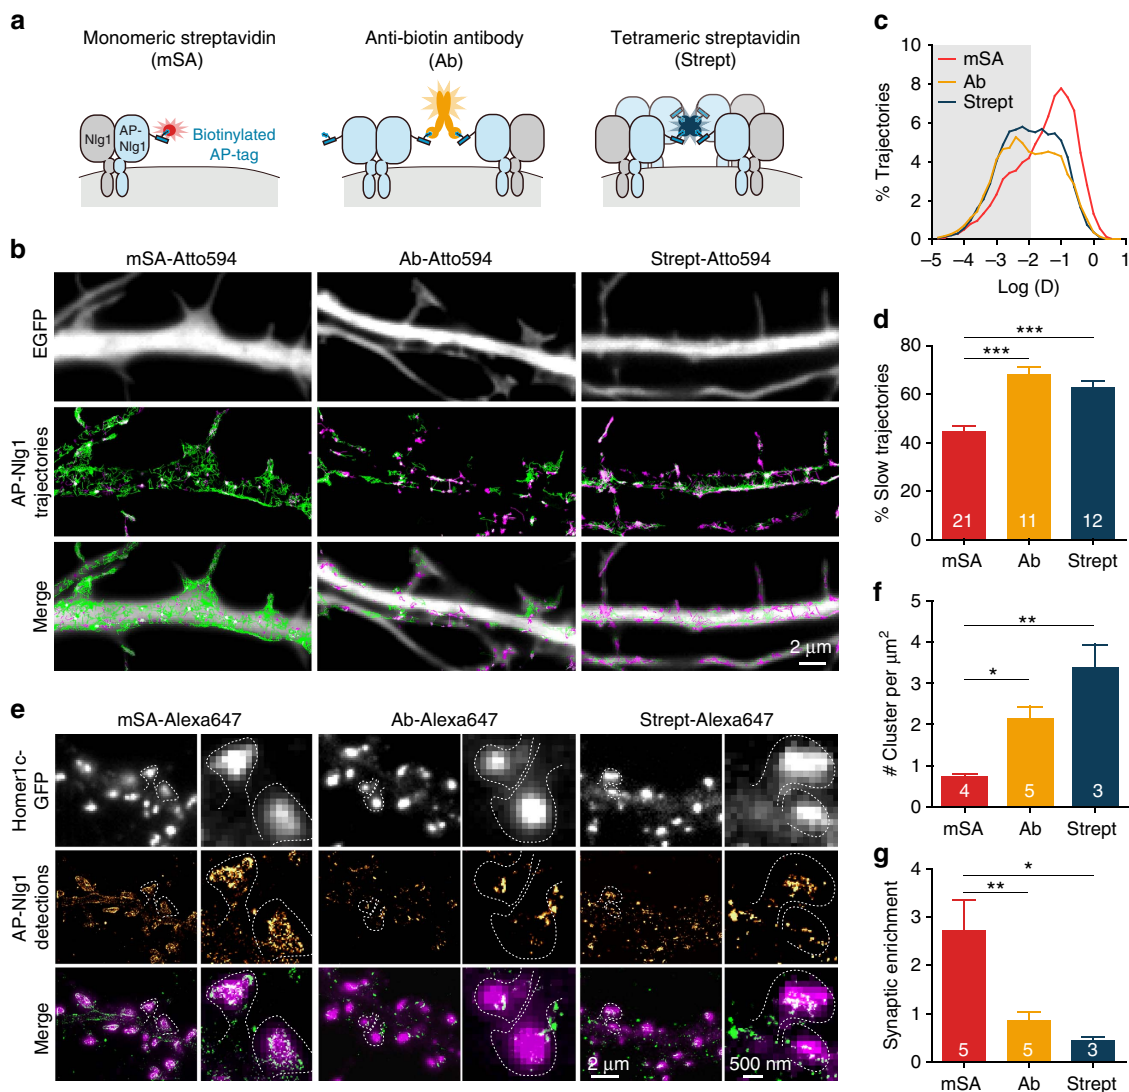 a
Monomeric streptavidin
(mSA)
Anti-biotin antibody
(Ab)
Tetrameric streptavidin
(Strept)
Nlg1
AP-
Nlg1
Biotinylated
AP-tag
b
mSA-Atto594
Ab-Atto594
Strept-Atto594
EGFP
AP-Nlg1
trajectories
Merge
2 μm
c
% Trajectories
10
8
6
4
2
0
mSA
Ab
Strept
–5
–4
–3
–2
–1
0
1
Log (D)
d
% Slow trajectories
80
60
40
20
0
***
***
21
11
12
mSA
Ab
Strept
e
mSA-Alexa647
Ab-Alexa647
Strept-Alexa647
Homer1c-
GFP
AP-Nlg1
detections
Merge
2 μm
500 nm
f
# Cluster per μm²
5
4
3
2
1
0
**
*
4
5
3
mSA
Ab
Strept
g
Synaptic enrichment
4
3
2
1
0
*
**
5
5
3
mSA
Ab
Strept